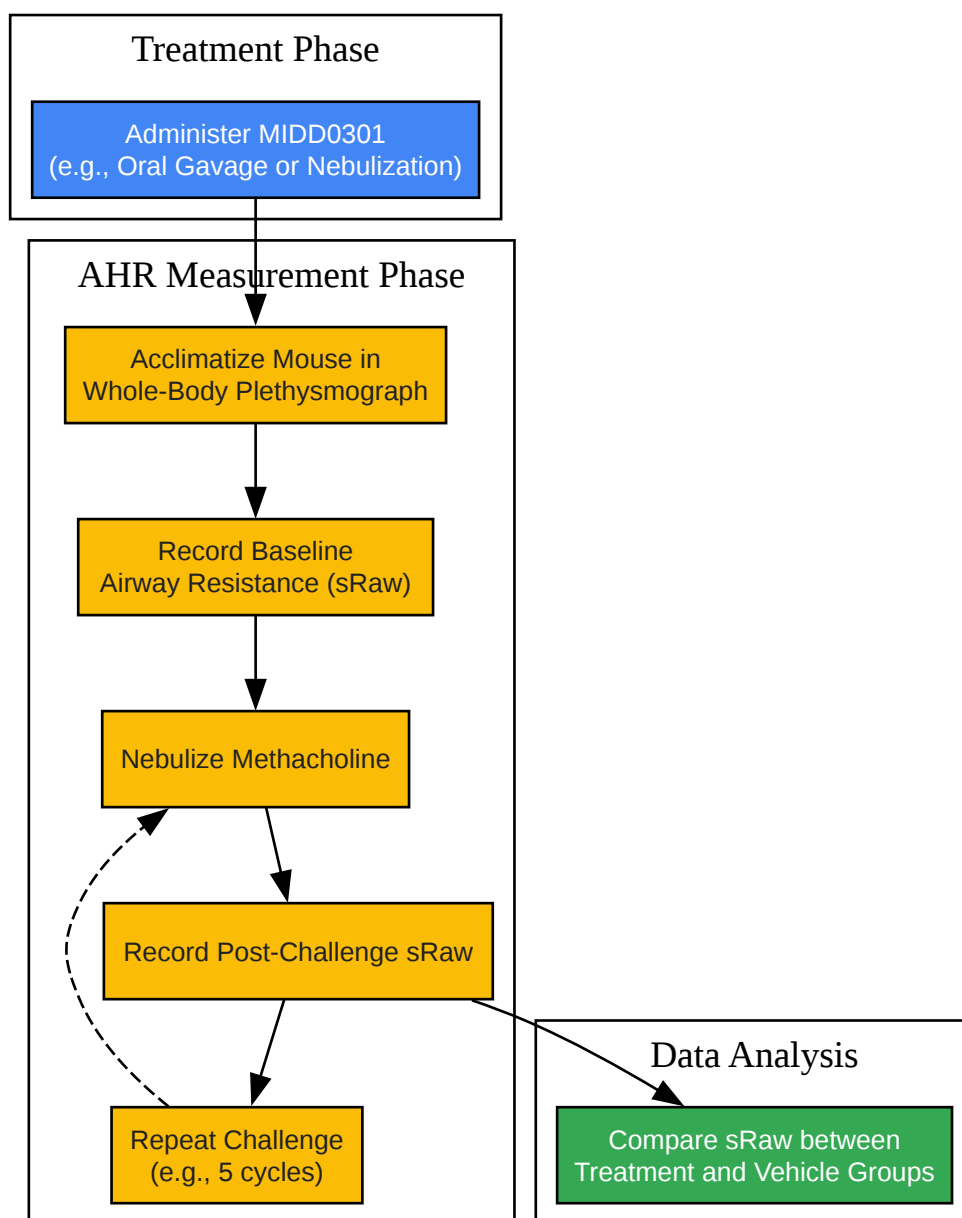 Treatment Phase
Administer MIDD0301
(e.g., Oral Gavage or Nebulization)
AHR Measurement Phase
Acclimatize Mouse in
Whole-Body Plethysmograph
Record Baseline
Airway Resistance (sRaw)
Nebulize Methacholine
Record Post-Challenge sRaw
Repeat Challenge
(e.g., 5 cycles)
Data Analysis
Compare sRaw between
Treatment and Vehicle Groups